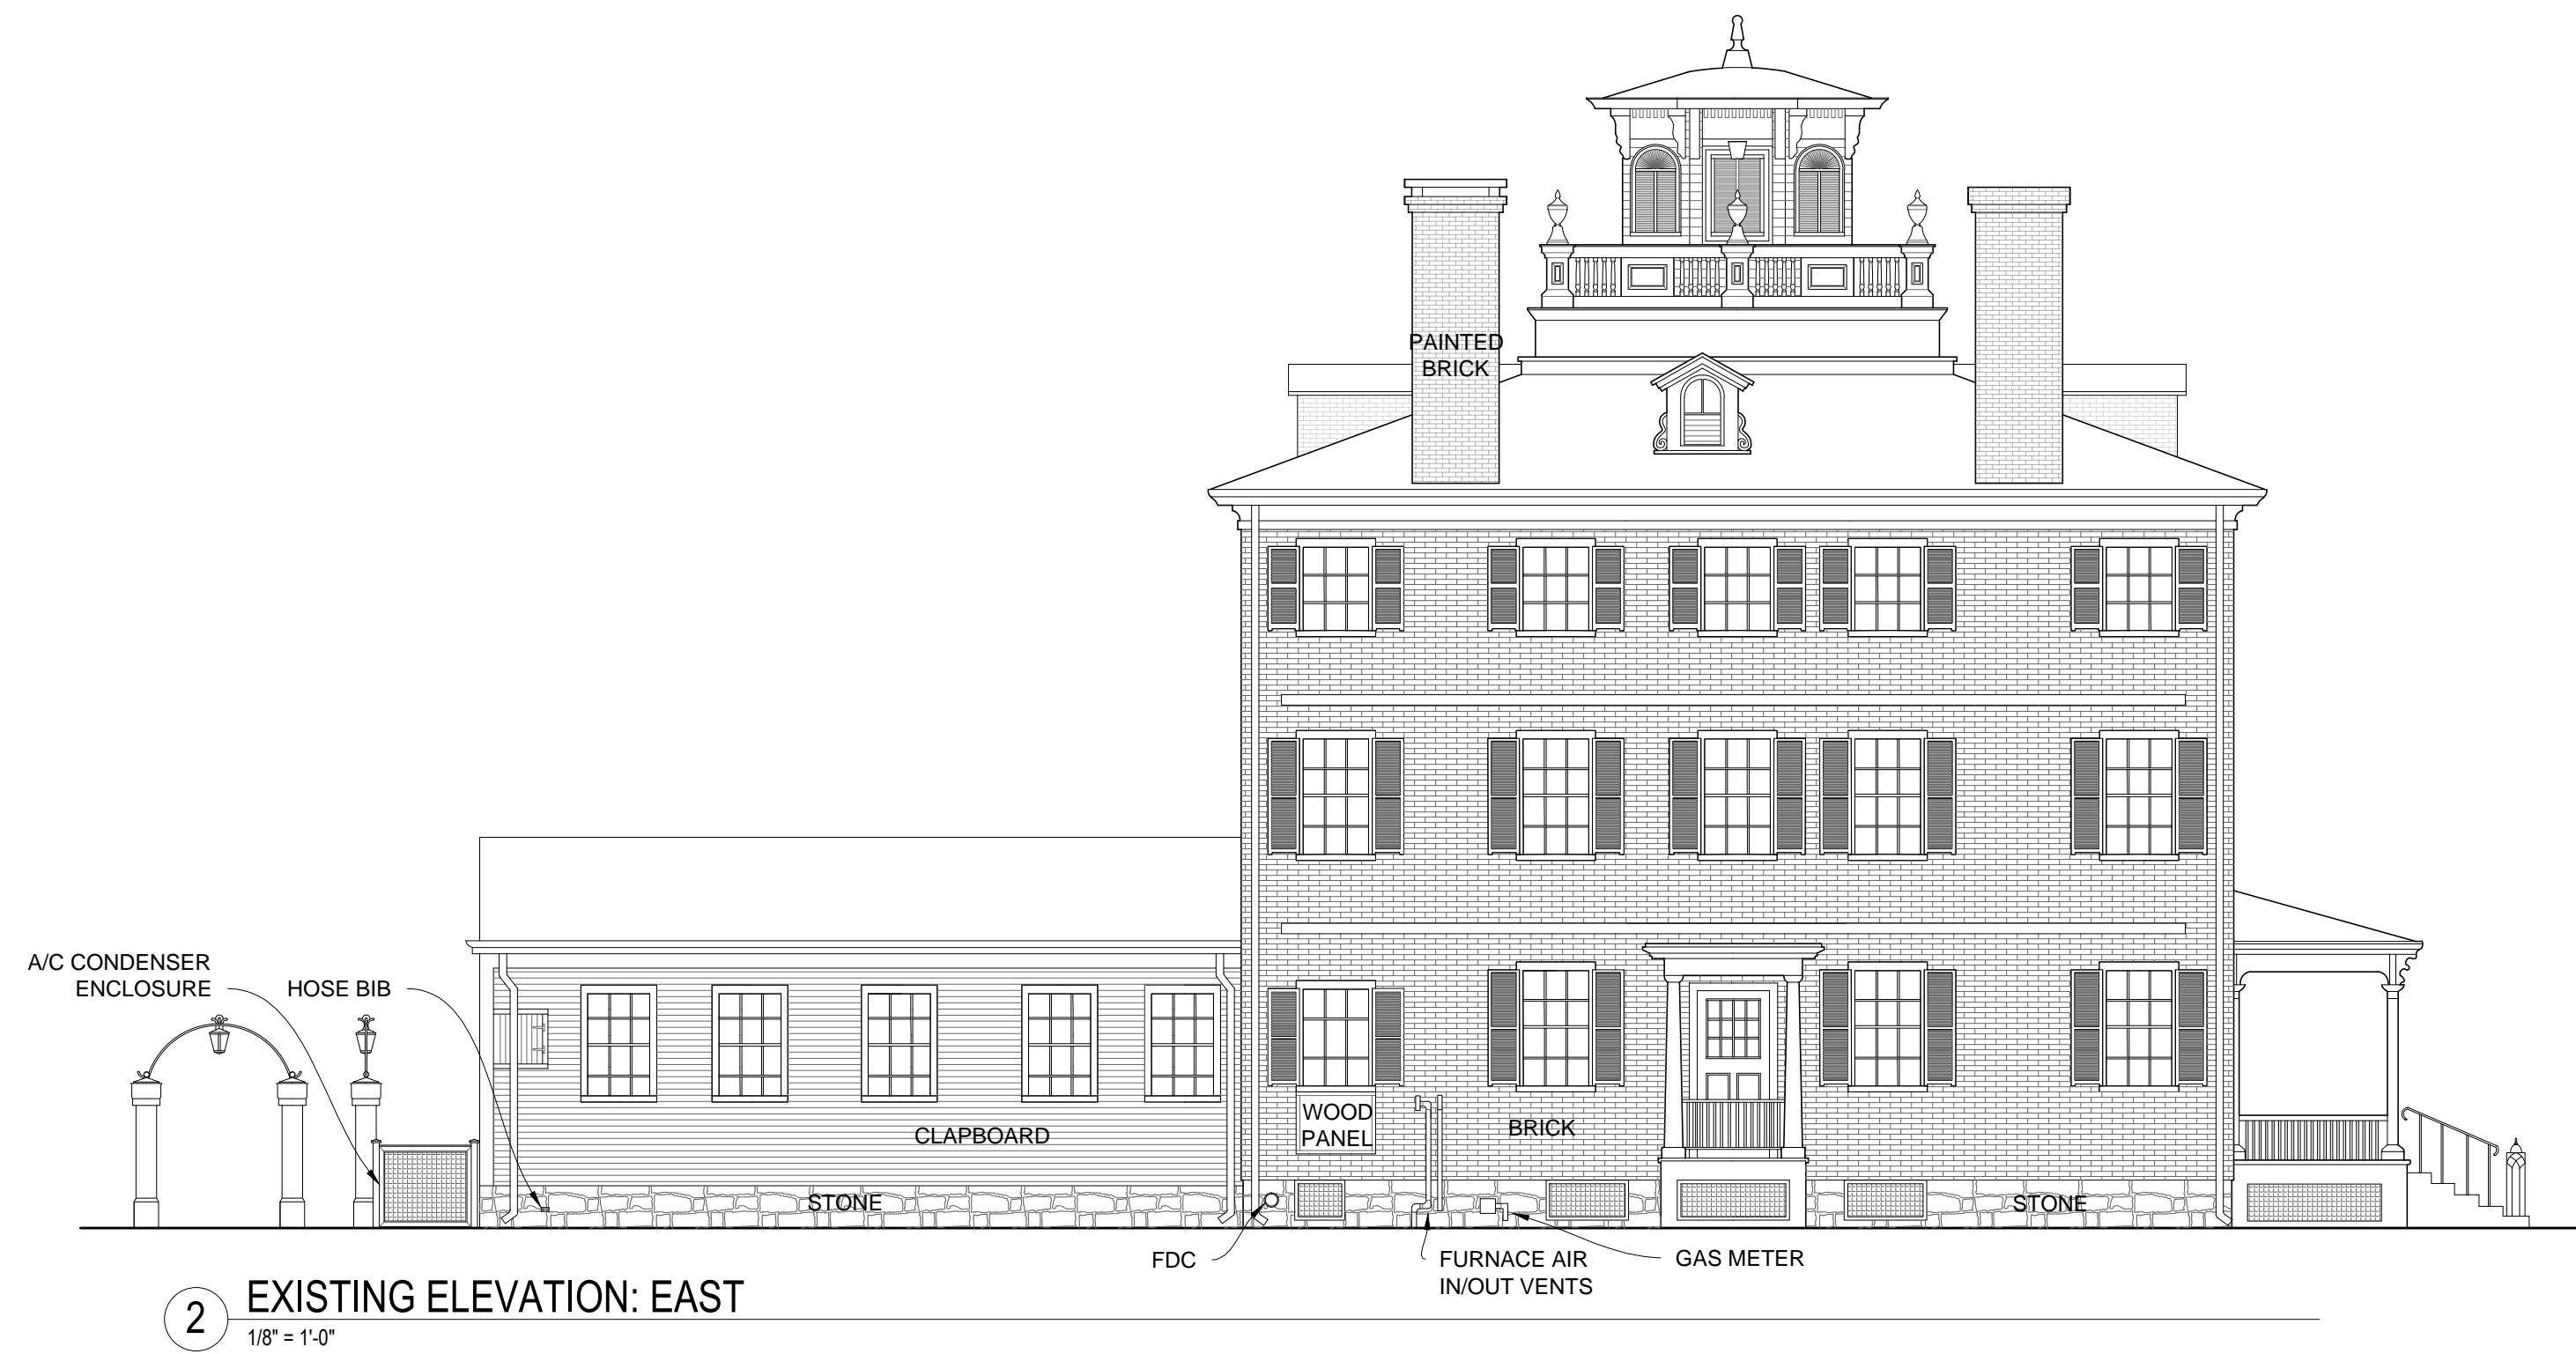 PAINTED
BRICK
A/C CONDENSER
ENCLOSURE
HOSE BIB
CLAPBOARD
WOOD
PANEL
BRICK
STONE
STONE
FDC
FURNACE AIR
IN/OUT VENTS
GAS METER
2
EXISTING ELEVATION: EAST
1/8" = 1'-0"